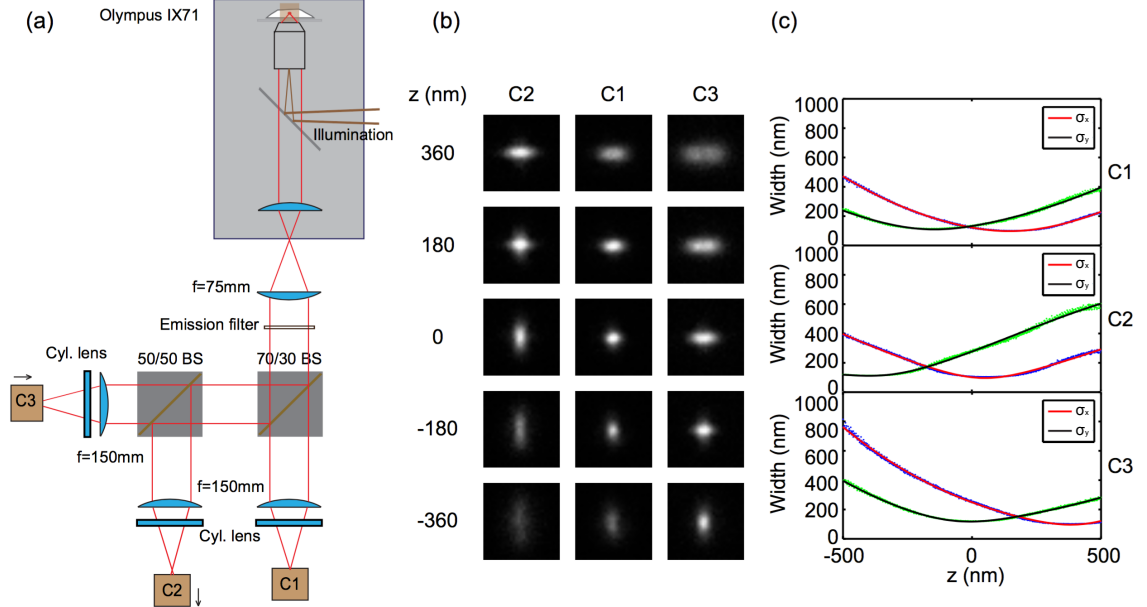 (a)
Olympus IX71
Illumination
f=75mm
Emission filter
Cyl. lens
50/50 BS
70/30 BS
C3
f=150mm
f=150mm
Cyl. lens
C2
C1
(b)
z (nm)
C2
C1
C3
360
180
0
-180
-360
(c)
1000
800
600
400
200
0
Width (nm)
σx
σy
C1
1000
800
600
400
200
0
Width (nm)
σx
σy
C2
1000
800
600
400
200
0
Width (nm)
σx
σy
C3
-500
0
500
z (nm)